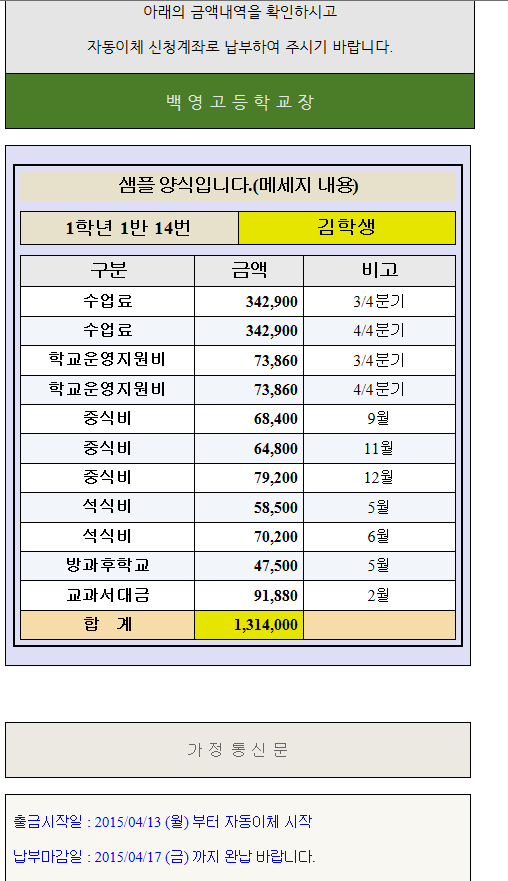 아래의 금액내역을 확인하시고
자동이체 신청계좌로 납부하여 주시기 바랍니다.
백 영 고 등 학 교 장
샘플 양식입니다.(메세지 내용)
1학년 1반 14번 김학생
구분 금액 비고
수업료 342,900 3/4분기
수업료 342,900 4/4분기
학교운영지원비 73,860 3/4분기
학교운영지원비 73,860 4/4분기
중식비 68,400 9월
중식비 64,800 11월
중식비 79,200 12월
석식비 58,500 5월
석식비 70,200 6월
방과후학교 47,500 5월
교과서대금 91,880 2월
합 계 1,314,000
가 정 통 신 문
출금시작일 : 2015/04/13 (월) 부터 자동이체 시작
납부마감일 : 2015/04/17 (금) 까지 완납 바랍니다.